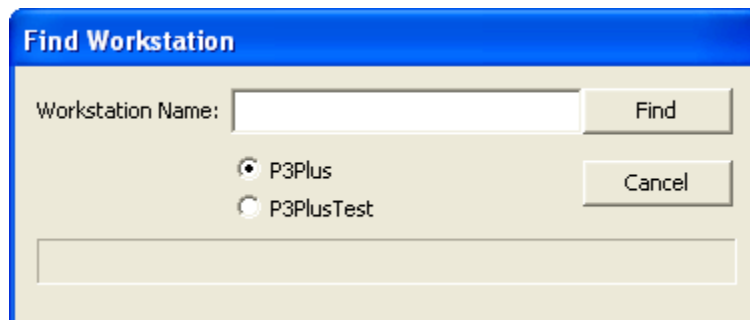 Find Workstation
Workstation Name: Find
P3Plus
Cancel
P3PlusTest